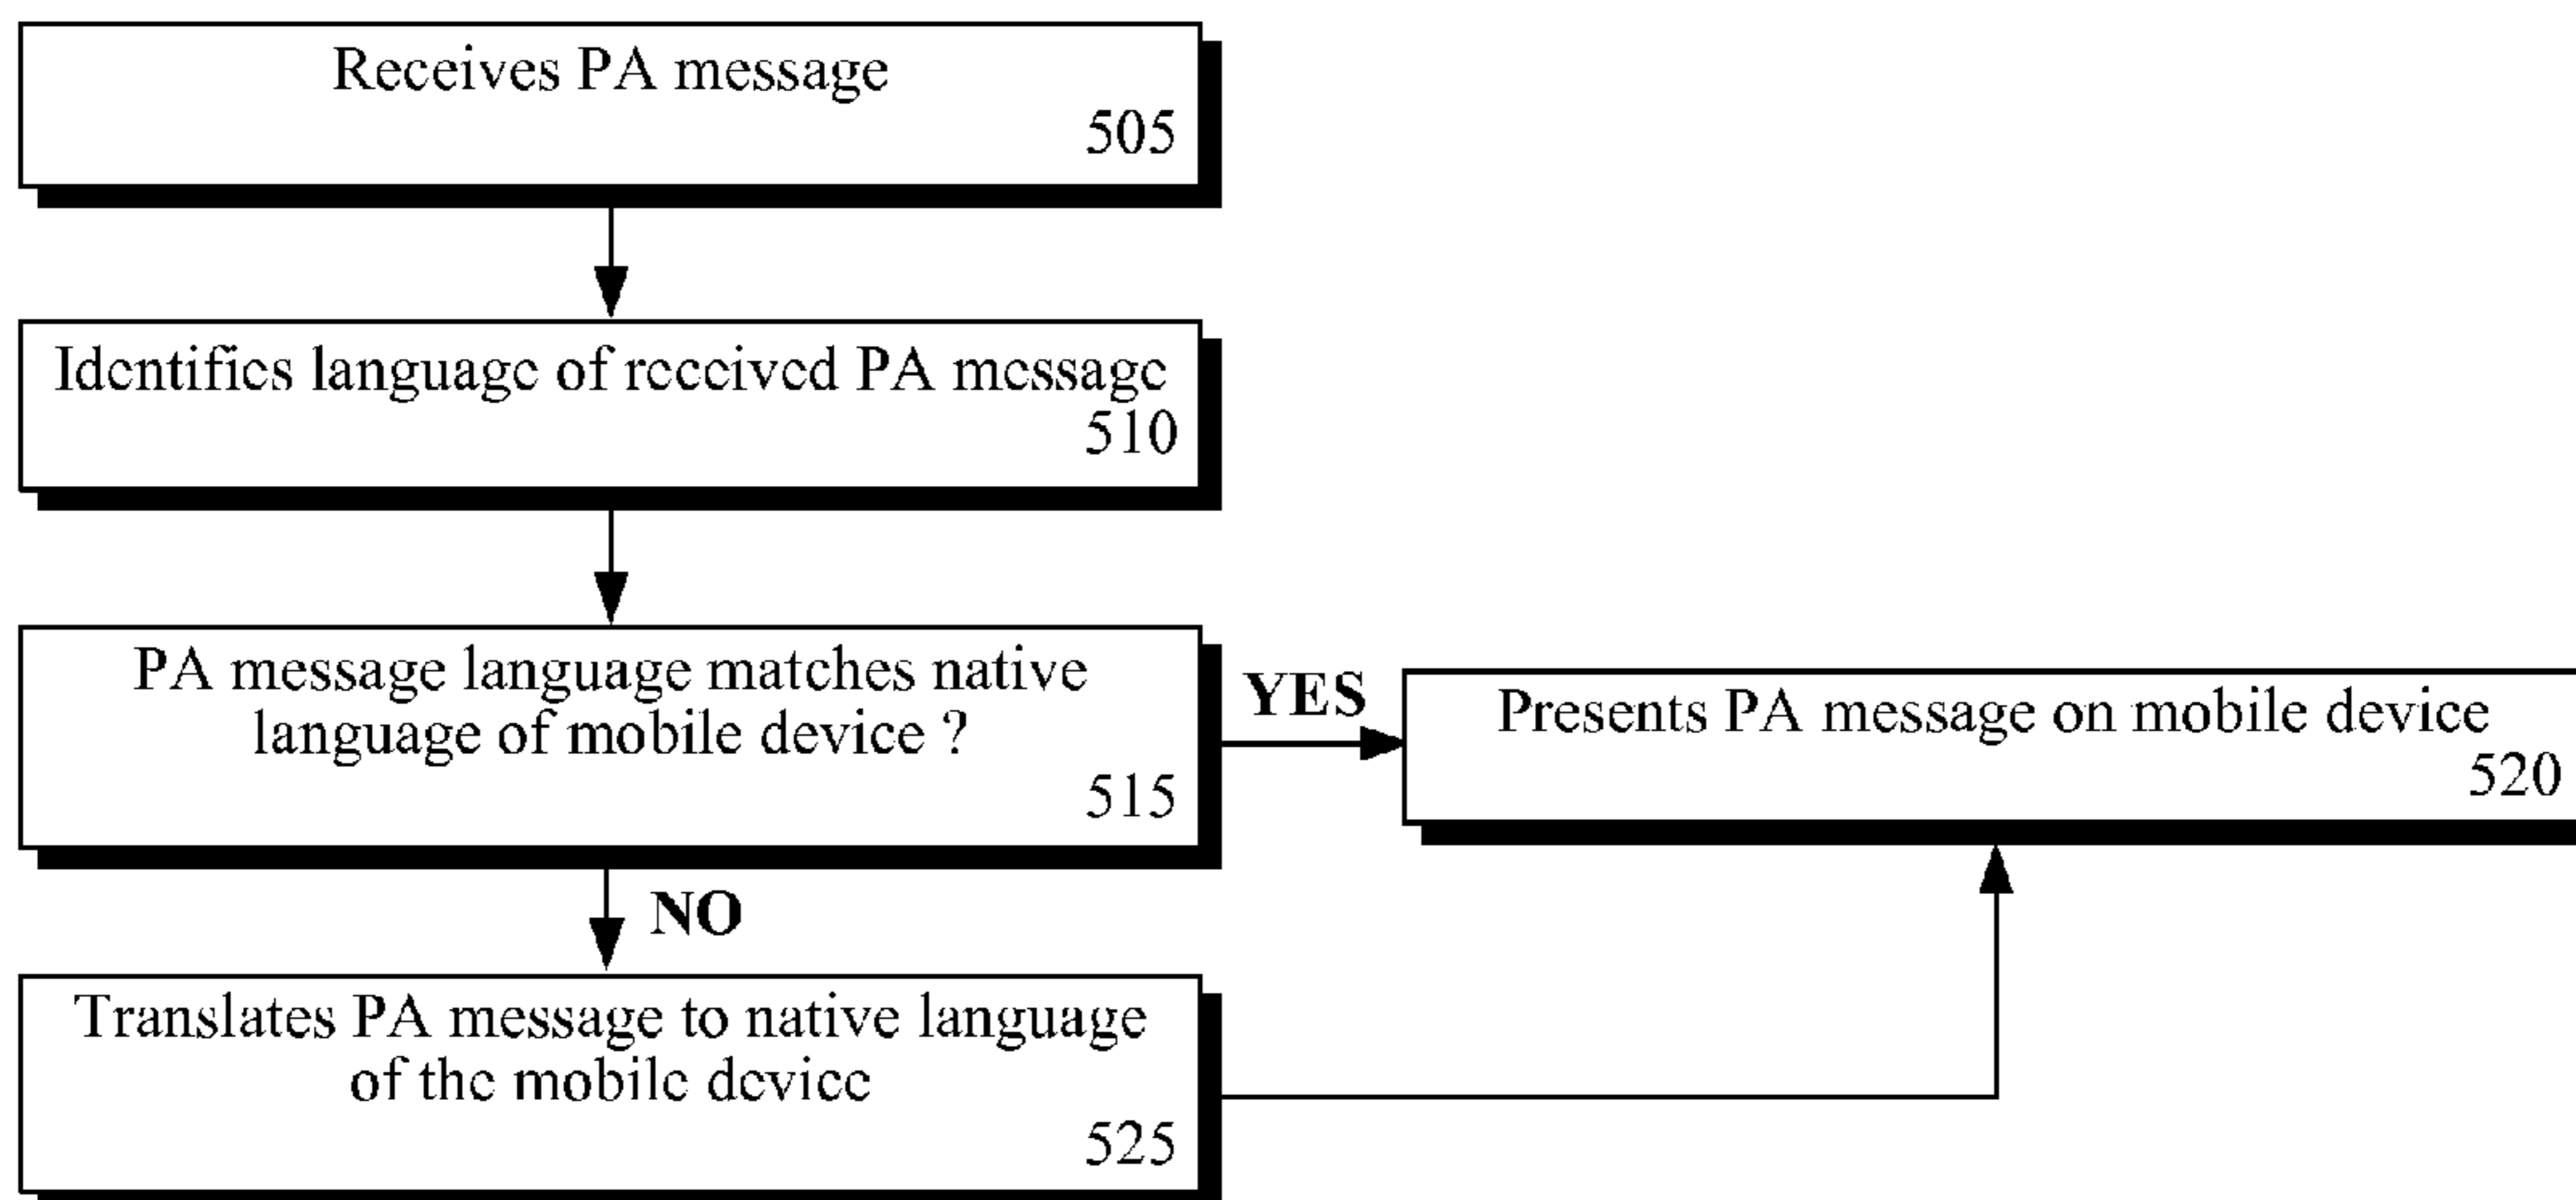 Receives PA message
505
Identifies language of received PA message
510
PA message language matches native
language of mobile device ?
515
YES
Presents PA message on mobile device
520
NO
Translates PA message to native language
of the mobile device
525